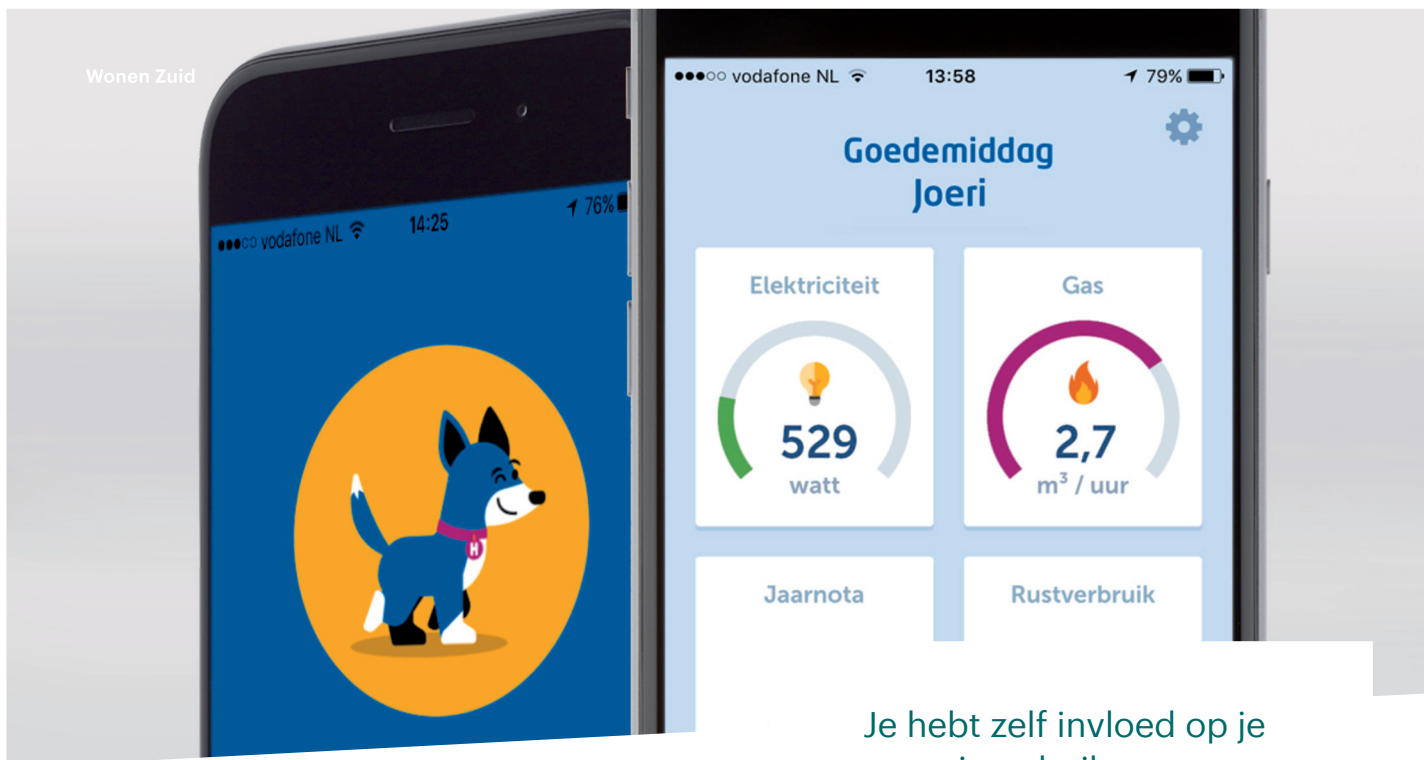 Wonen Zuid
vodafone NL
14:25
76%
H
vodafone NL
13:58
79%
Goedemiddag
Joeri
Elektriciteit
529
watt
Gas
2,7
m³ / uur
Jaarnota
Rustverbruik
Je hebt zelf invloed op je